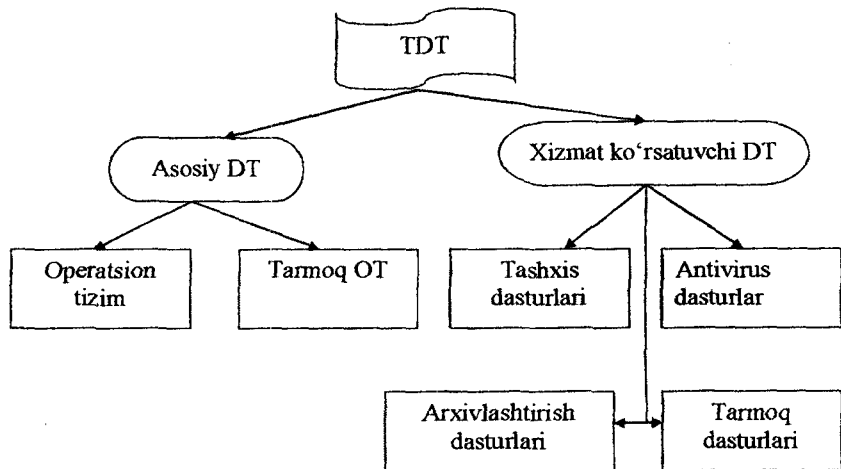 TDT
Asosiy DT
Xizmat ko‘rsatuvchi DT
Operatsion
tizim
Tarmoq OT
Tashxis
dasturlari
Antivirus
dasturlar
Arxivlashtirish
dasturlari
Tarmoq
dasturlari